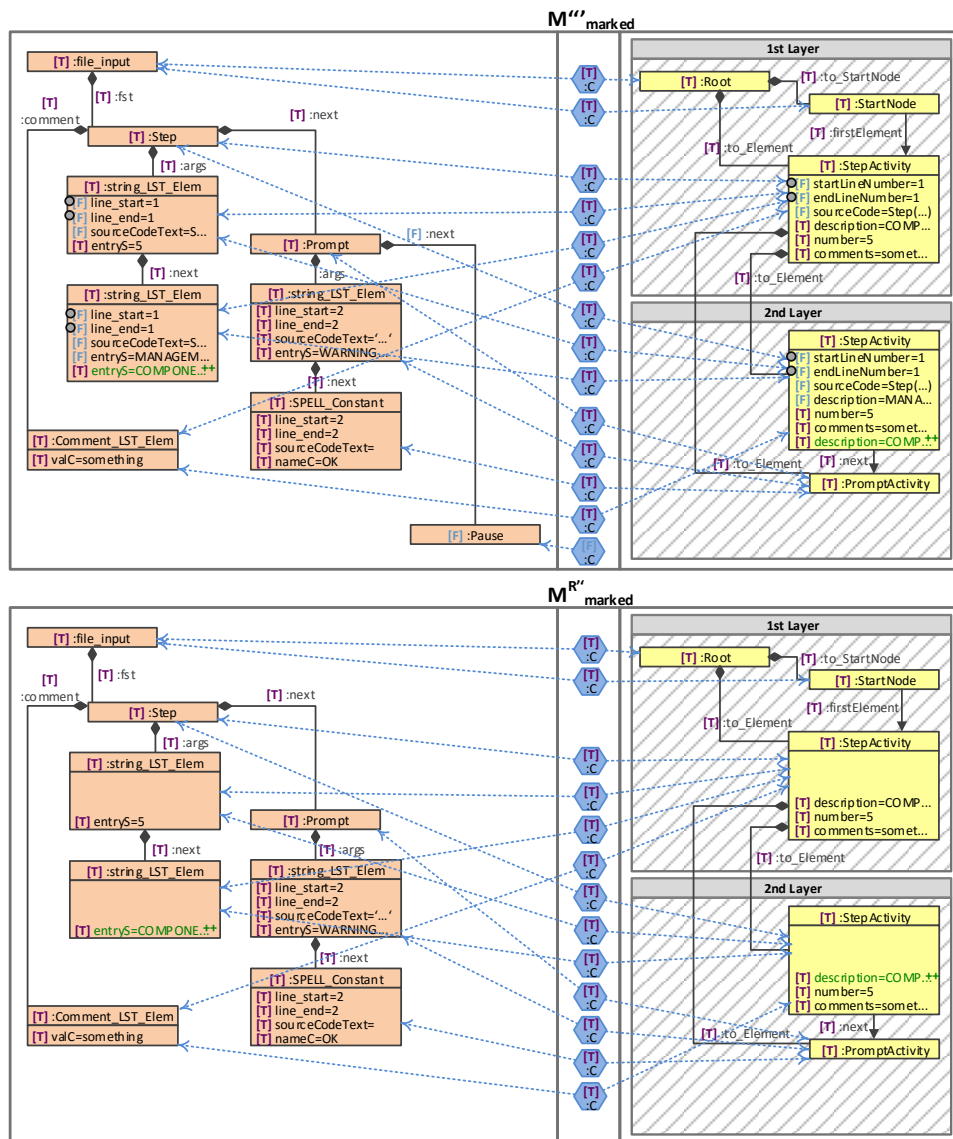 M‘‘‘’marked
1st Layer
[T] :file_input
[T] :C
[T] :Root
[T] :to_StartNode
[T] :fst
[T] :C
[T] :StartNode
[T] :comment
[T] :next
[T] :firstElement
[T] :Step
[T] :to_Element
[T] :args
[T] :C
[T] :StepActivity
[T] :string_LST_Elem
[F] line_start=1
[F] line_end=1
[F] sourceCodeText=S...
[T] entryS=5
[T] :C
[F] startLineNumber=1
[F] endLineNumber=1
[F] sourceCode=Step(...)
[T] description=COMP...
[T] number=5
[T] comments=somet...
[T] :Prompt
[F] :next
[T] :C
[T] :next
:args
[T] :C
[T] :to_Element
[T] :string_LST_Elem
[F] line_start=1
[F] line_end=1
[F] sourceCodeText=S...
[F] entryS=MANAGEM...
[T] entryS=COMPONE...++
[T] :string_LST_Elem
[T] line_start=2
[T] line_end=2
[T] sourceCodeText=‘...‘
[T] entryS=WARNING...
[T] :C
[T] :C
[T] :C
2nd Layer
[T] :StepActivity
[F] startLineNumber=1
[F] endLineNumber=1
[F] sourceCode=Step(...)
[F] description=MANA...
[T] number=5
[T] comments=somet...
[T] description=COMP...++
[T] :next
[T] :SPELL_Constant
[T] line_start=2
[T] line_end=2
[T] sourceCodeText=
[T] nameC=OK
[T] :C
[T] :Comment_LST_Elem
[T] valC=something
[T] :C
[T] :to_Element
[T] :next
[T] :C
[T] :PromptActivity
[T] :C
[F] :Pause
[F] :C
M R‘‘ marked
1st Layer
[T] :file_input
[T] :C
[T] :Root
[T] :to_StartNode
[T] :fst
[T] :C
[T] :StartNode
[T] :comment
[T] :next
[T] :firstElement
[T] :Step
[T] :to_Element
[T] :args
[T] :C
[T] :StepActivity
[T] :string_LST_Elem
[T] entryS=5
[T] :C
[T] description=COMP...
[T] number=5
[T] comments=somet...
[T] :Prompt
[T] :C
[T] :next
[T] :args
[T] :C
[T] :to_Element
[T] :string_LST_Elem
[T] entryS=COMPONE...++
[T] :string_LST_Elem
[T] line_start=2
[T] line_end=2
[T] sourceCodeText=‘...‘
[T] entryS=WARNING...
[T] :C
[T] :C
[T] :C
2nd Layer
[T] :StepActivity
[T] description=COMP...++
[T] number=5
[T] comments=somet...
[T] :next
[T] :SPELL_Constant
[T] line_start=2
[T] line_end=2
[T] sourceCodeText=
[T] nameC=OK
[T] :C
[T] :Comment_LST_Elem
[T] valC=something
[T] :C
[T] :to_Element
[T] :next
[T] :C
[T] :PromptActivity
[T] :C